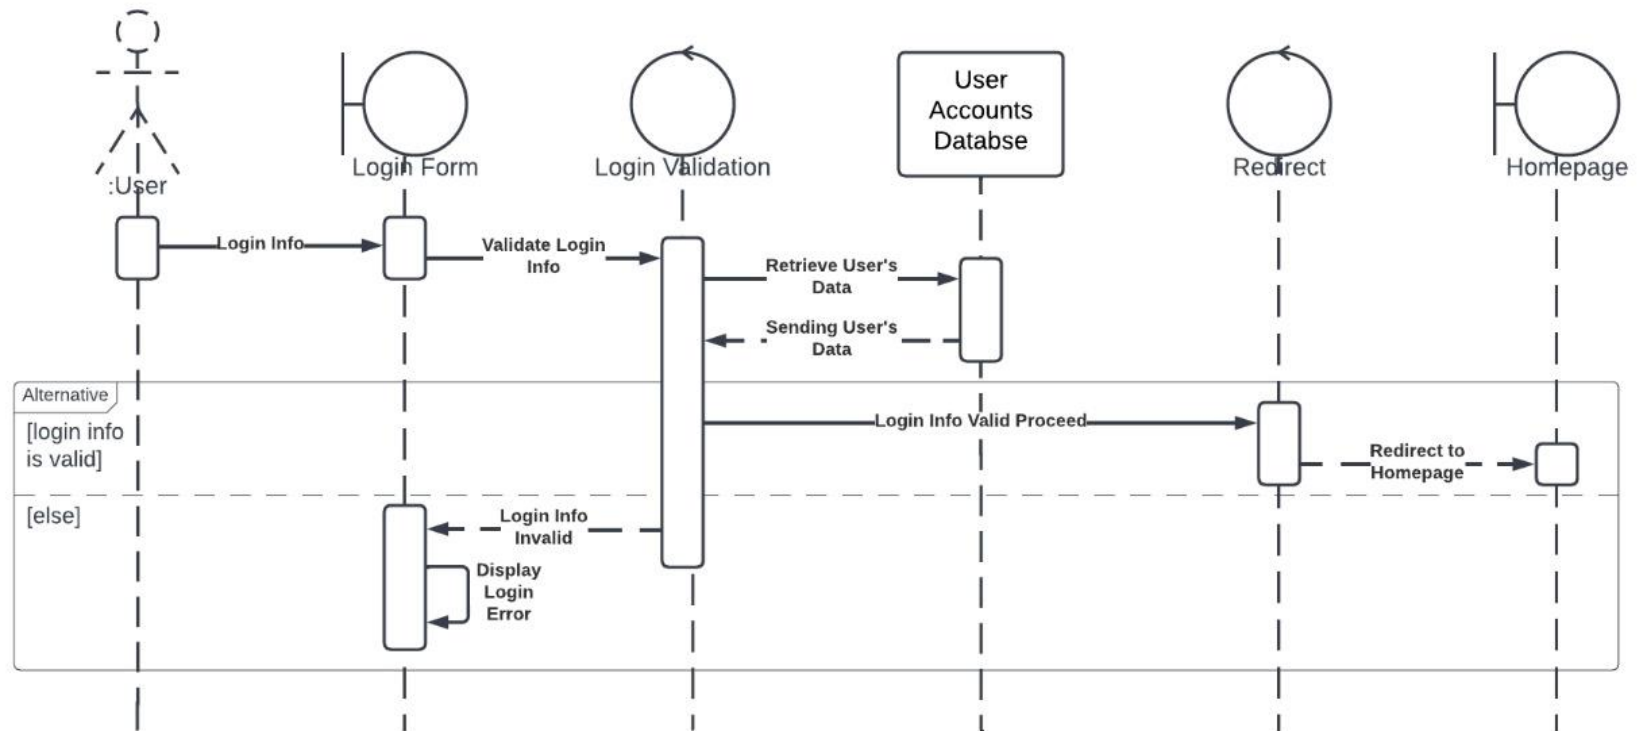 User
Accounts
Databse
Login Form
Login Validation
Redirect
Homepage
:User
Login Info
Validate Login
Info
Retrieve User's
Data
Sending User's
Data
Alternative
[login info
is valid]
Login Info Valid Proceed
Redirect to
Homepage
[else]
Login Info
Invalid
Display
Login
Error